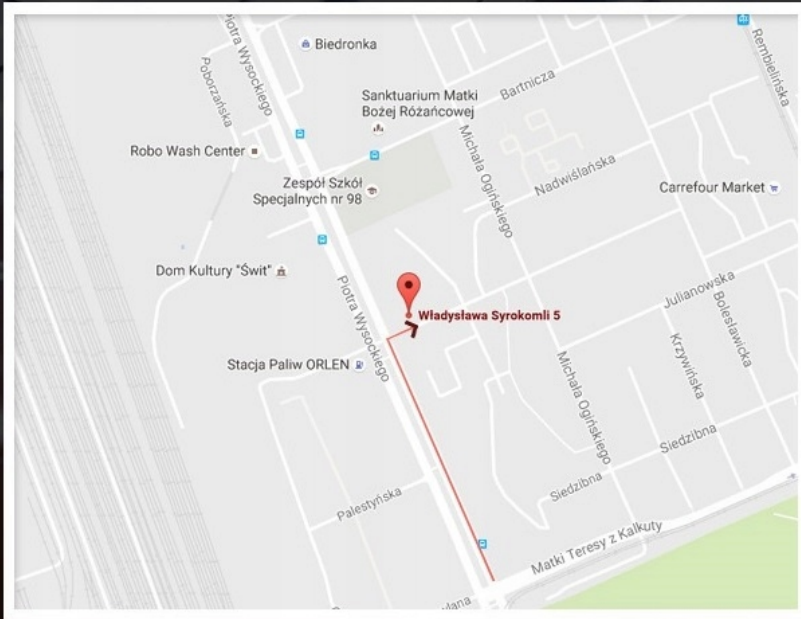 Piotra Wysockiego
Poborzańska
Biedronka
Rembielińska
Bartnicza
Sanktuarium Matki
Bożej Różańcowej
Robo Wash Center
Michała Ogińskiego
Nadwiślańska
Zespół Szkół
Specjalnych nr 98
Carrefour Market
Dom Kultury "Świt"
Piotra Wysockiego
Władysława Syrokomli 5
Julianowska
Bolesławicka
Krzywińska
Stacja Paliw ORLEN
Michała Ogińskiego
Siedzibna
Siedzibna
Palestyńska
Matki Teresy z Kalkuty